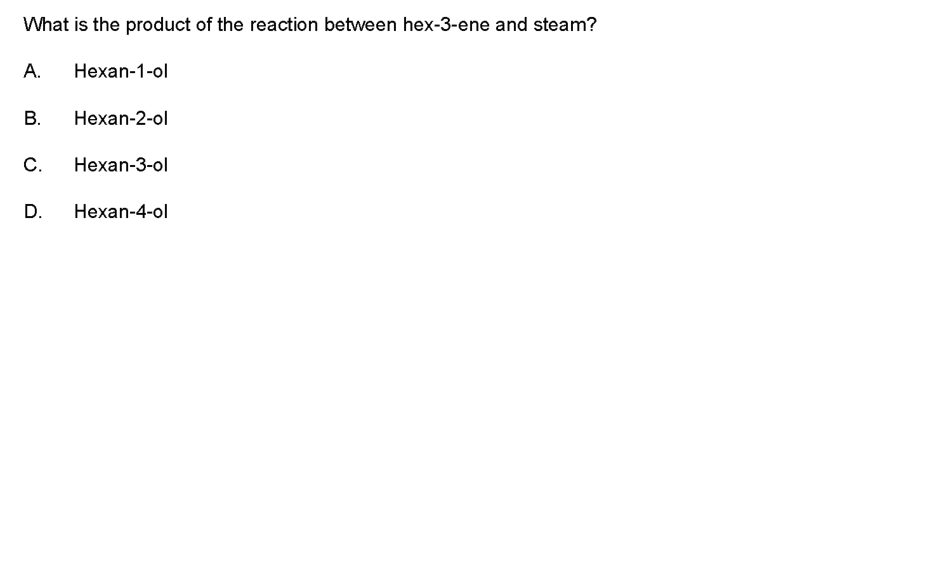 What is the product of the reaction between hex-3-ene and steam?
A. Hexan-1-ol
B. Hexan-2-ol
C. Hexan-3-ol
D. Hexan-4-ol